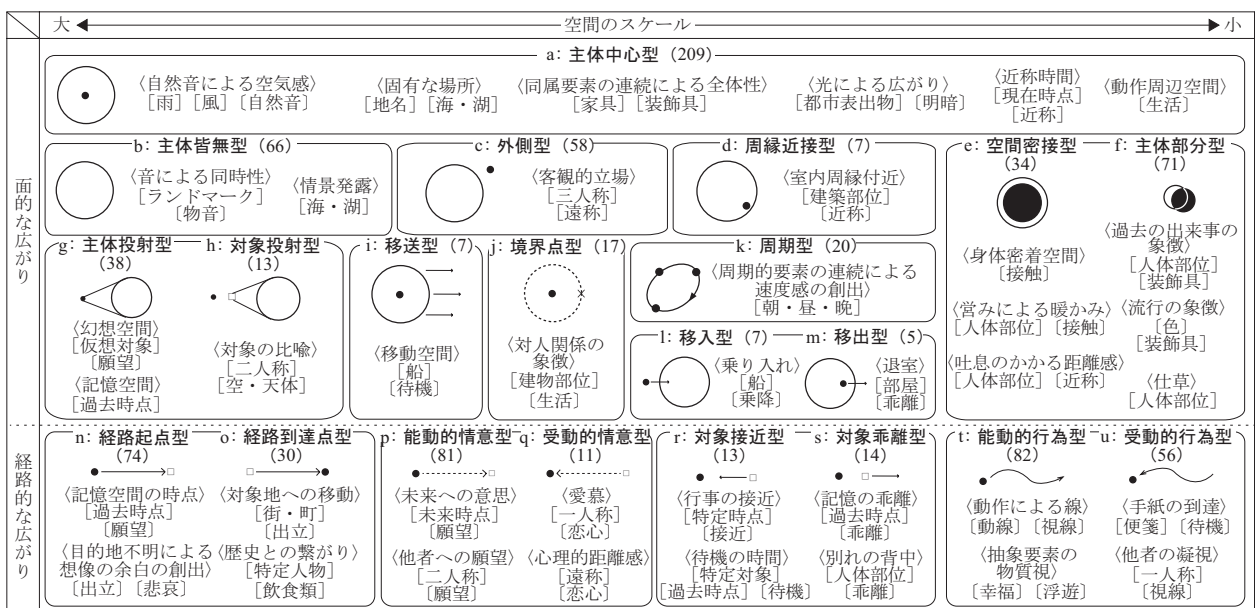 大 空間のスケール 小
面的な広がり
a: 主体中心型 (209)
〈自然音による空気感〉
[雨] [風] [自然音]
〈固有な場所〉
[地名] [海・湖]
〈同属要素の連続による全体性〉
[家具] [装飾具]
〈光による広がり〉
[都市表出物] [明暗]
〈近称時間〉
[現在時点]
[近称]
〈動作周辺空間〉
[生活]
b: 主体皆無型 (66)
〈音による同時性〉
[ランドマーク]
[物音]
〈情景発露〉
[海・湖]
c: 外側型 (58)
〈客観的立場〉
[三人称]
[遠称]
d: 周縁近接型 (7)
〈室内周縁付近〉
[建築部位]
[近称]
e: 空間密接型
(34)
〈身体密着空間〉
[接触]
〈営みによる暖かみ〉
[人体部位] [接触]
〈吐息のかかる距離感〉
[人体部位] [近称]
f: 主体部分型
(71)
〈過去の出来事の
象徴〉
[人体部位]
[装飾具]
〈流行の象徴〉
[色]
[装飾具]
〈仕草〉
[人体部位]
g: 主体投射型
(38)
〈幻想空間〉
[仮想対象]
[願望]
〈記憶空間〉
[過去時点]
h: 対象投射型
(13)
〈対象の比喩〉
[二人称]
[空・天体]
i: 移送型 (7)
〈移動空間〉
[船]
[待機]
j: 境界点型 (17)
〈対人関係の
象徴〉
[建物部位]
[生活]
k: 周期型 (20)
〈周期的要素の連続による
速度感の創出〉
[朝・昼・晩]
l: 移入型 (7)
〈乗り入れ〉
[船]
[乗降]
m: 移出型 (5)
〈退室〉
[部屋]
[乖離]
経路的な広がり
n: 経路起点型
(74)
〈記憶空間の時点〉
[過去時点]
[願望]
〈目的地不明による
想像の余白の創出〉
[出立] [悲哀]
o: 経路到達点型
(30)
〈対象地への移動〉
[街・町]
[出立]
〈歴史との繋がり〉
[特定人物]
[飲食類]
p: 能動的情意型
(81)
〈未来への意思〉
[未来時点]
[願望]
〈他者への願望〉
[二人称]
[願望]
q: 受動的情意型
(11)
〈愛慕〉
[一人称]
[恋心]
〈心理的距離感〉
[遠称]
[恋心]
r: 対象接近型
(13)
〈行事の接近〉
[特定時点]
[接近]
〈待機の時間〉
[特定対象]
[過去時点] [待機]
s: 対象乖離型
(14)
〈記憶の乖離〉
[過去時点]
[乖離]
〈別れの背中〉
[人体部位]
[乖離]
t: 能動的行為型
(82)
〈動作による線〉
[動線] [視線]
〈抽象要素の
物質視〉
[幸福] [浮遊]
u: 受動的行為型
(56)
〈手紙の到達〉
[便箋] [待機]
〈他者の凝視〉
[一人称]
[視線]